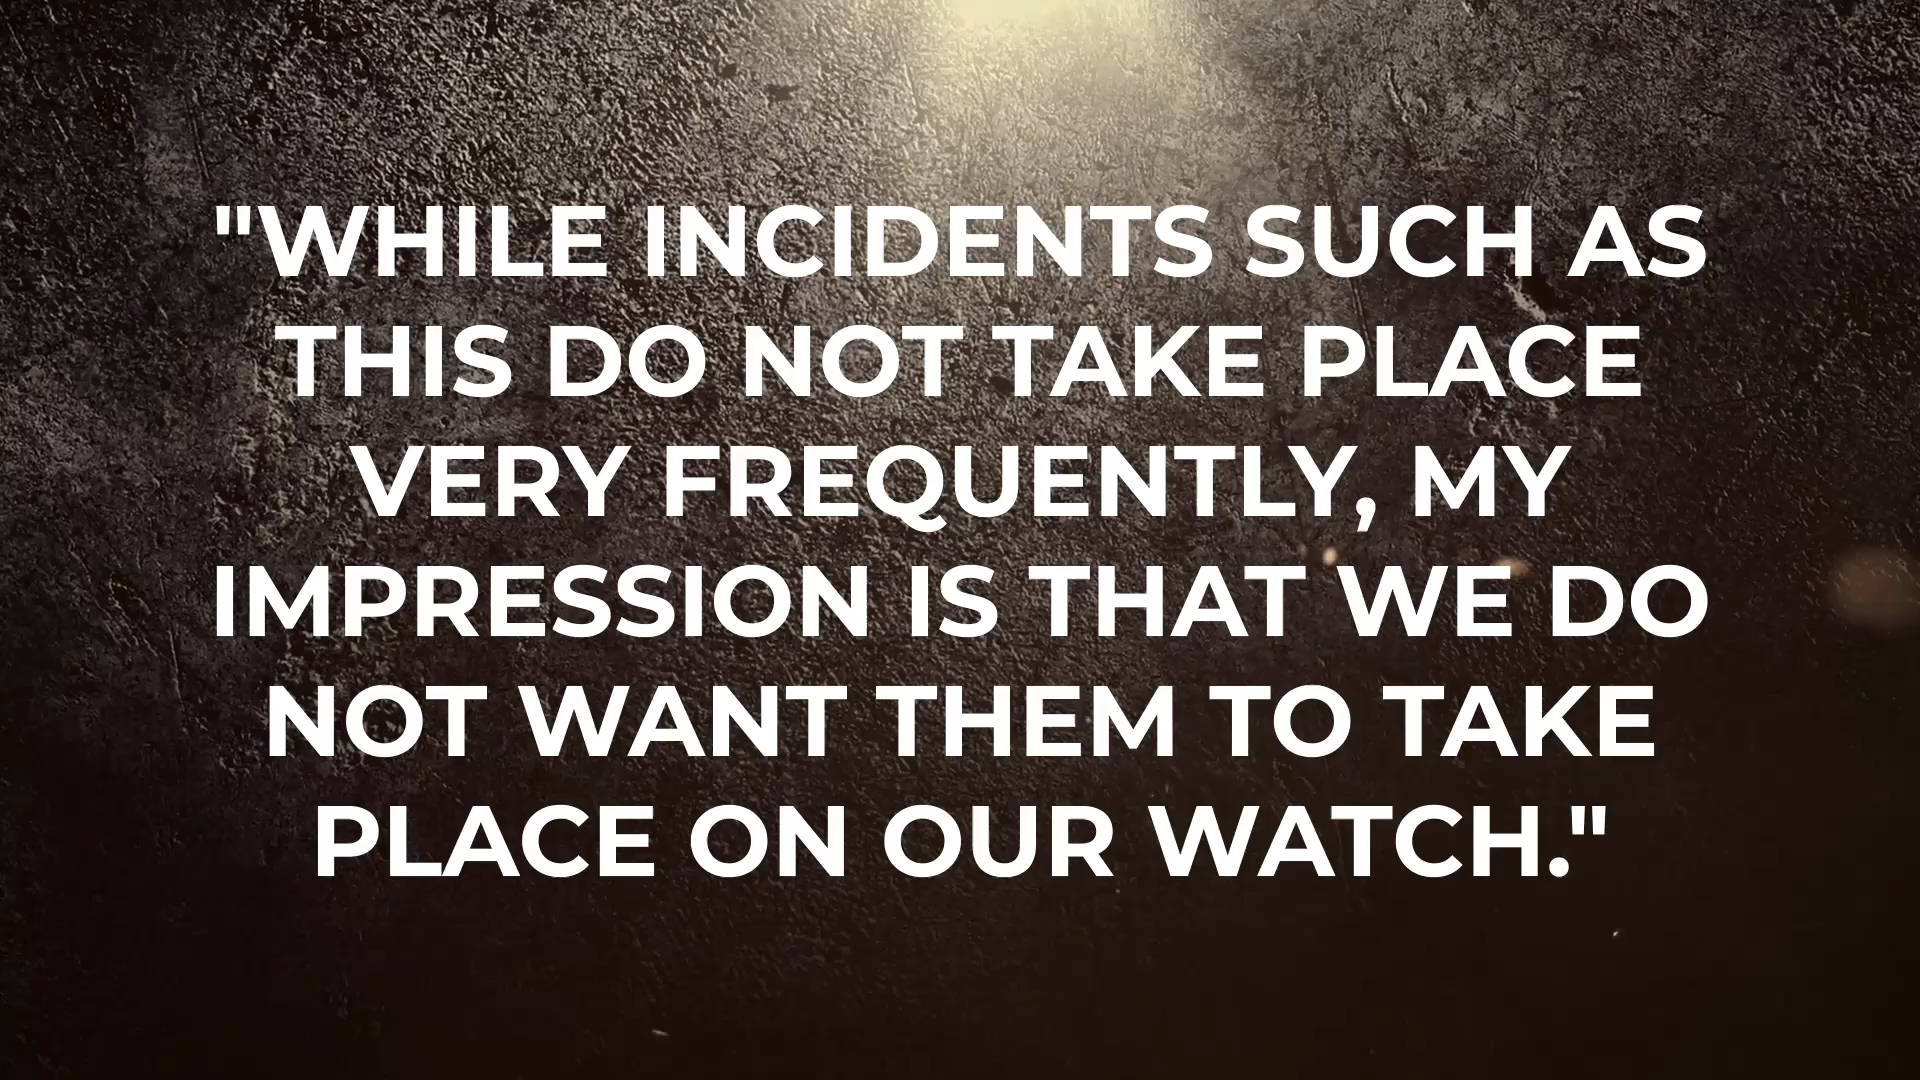 "WHILE INCIDENTS SUCH AS
THIS DO NOT TAKE PLACE
VERY FREQUENTLY, MY
IMPRESSION IS THAT WE DO
NOT WANT THEM TO TAKE
PLACE ON OUR WATCH."